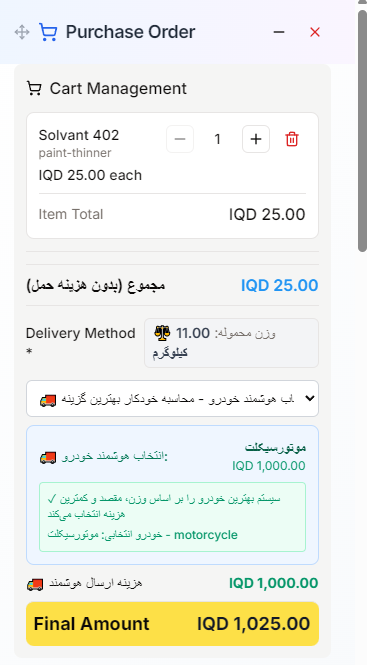 Purchase Order
Cart Management
Solvant 402
paint-thinner
IQD 25.00 each
1
Item Total IQD 25.00
مجموع (بدون هزینه حمل) IQD 25.00
Delivery Method *
وزن محموله: 11.00 کیلوگرم
اب هوشمند خودرو - محاسبه خودکار بهترین گزینه
انتخاب هوشمند خودرو:
موتورسیکلت
IQD 1,000.00
✓ سیستم بهترین خودرو را بر اساس وزن، مقصد و کمترین
هزینه انتخاب می‌کند
خودرو انتخابی: موتورسیکلت - motorcycle
هزینه ارسال هوشمند IQD 1,000.00
Final Amount IQD 1,025.00